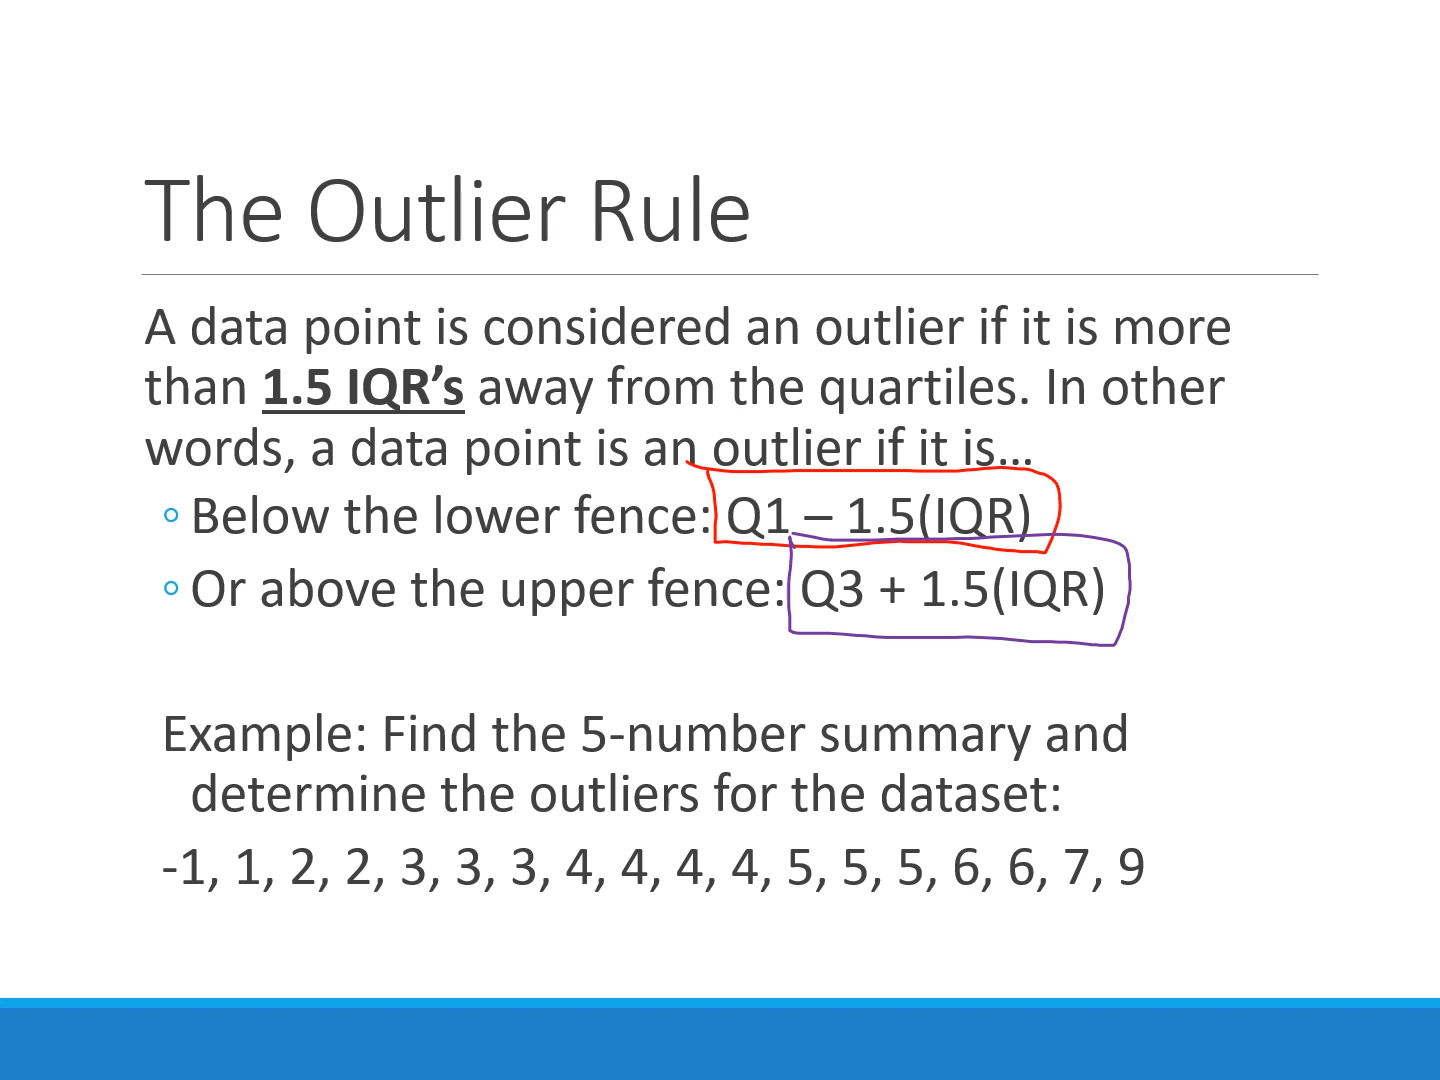 The Outlier Rule
A data point is considered an outlier if it is more
than 1.5 IQR’s away from the quartiles. In other
words, a data point is an outlier if it is…
◦ Below the lower fence: Q1 – 1.5(IQR)
◦ Or above the upper fence: Q3 + 1.5(IQR)
Example: Find the 5-number summary and
determine the outliers for the dataset:
-1, 1, 2, 2, 3, 3, 3, 4, 4, 4, 4, 5, 5, 5, 6, 6, 7, 9